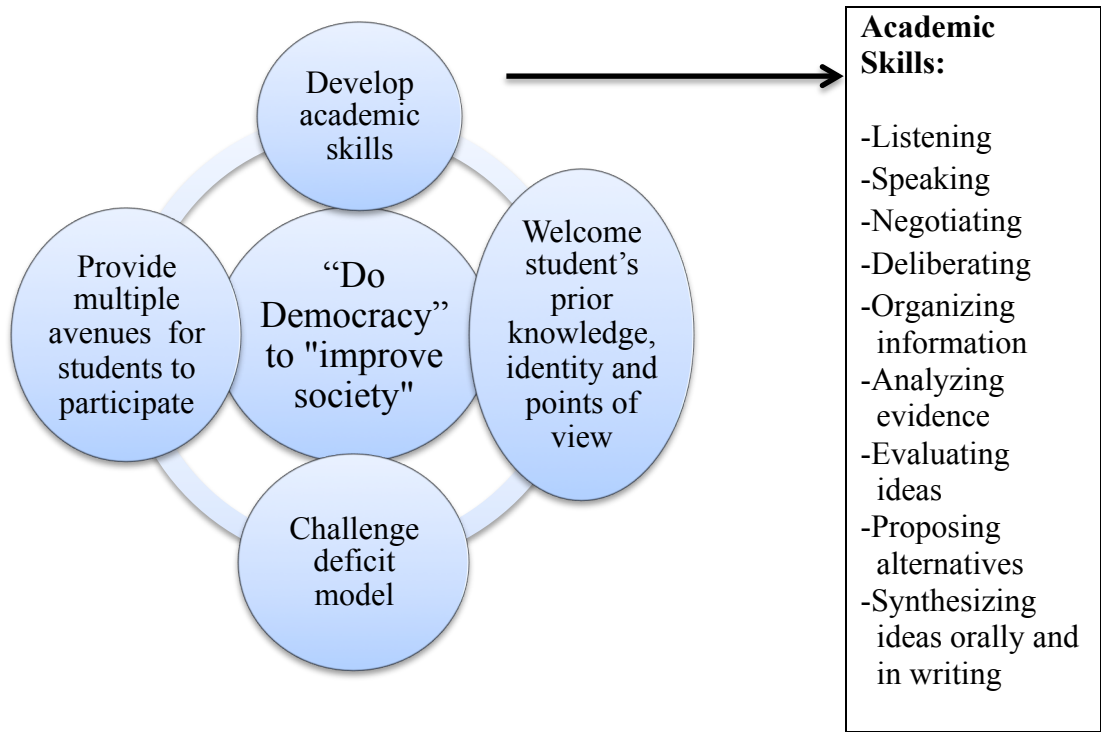 Develop
academic
skills
Provide
multiple
avenues for
students to
participate
“Do
Democracy”
to "improve
society"
Welcome
student’s
prior
knowledge,
identity and
points of
view
Challenge
deficit
model
Academic
Skills:
-Listening
-Speaking
-Negotiating
-Deliberating
-Organizing
information
-Analyzing
evidence
-Evaluating
ideas
-Proposing
alternatives
-Synthesizing
ideas orally and
in writing